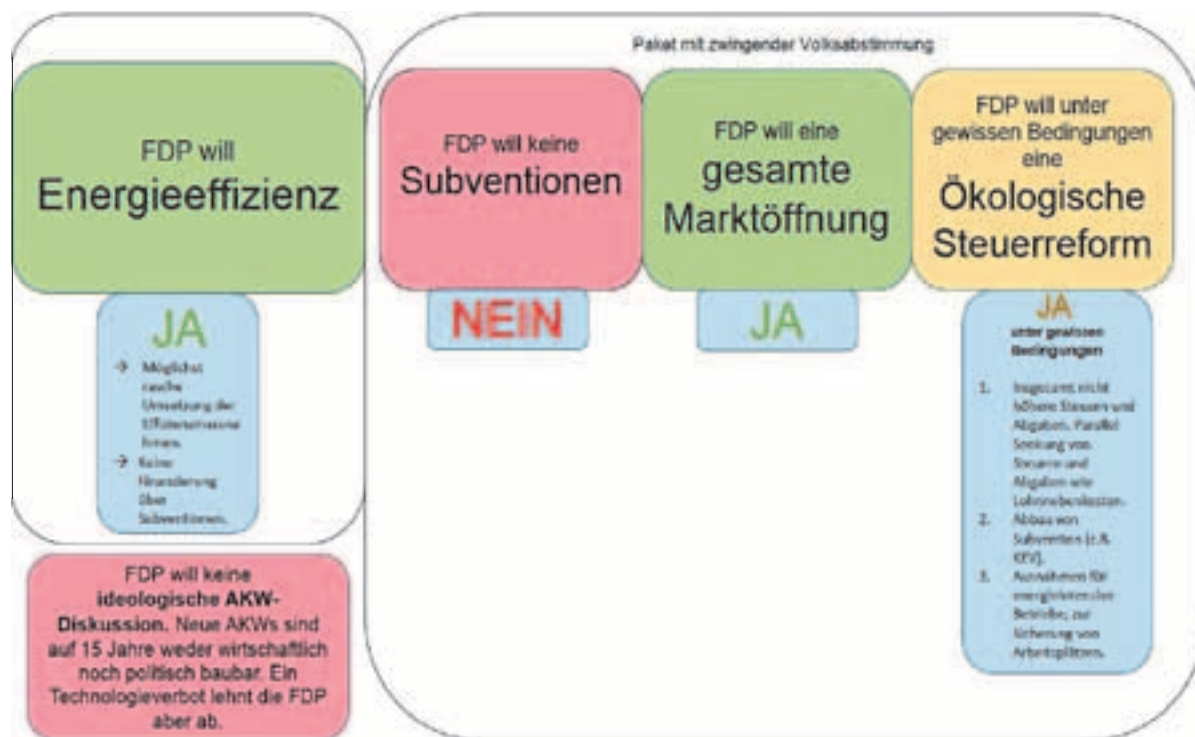 Paket mit zwingender Volksabstimmung
FDP will
Energieeffizienz
JA
→ Möglichst
rasche
Umsetzung der
→ Keine
Finanzierung
über
Subventionen.
FDP will keine
ideologische AKW-
Diskussion. Neue AKWs sind
auf 15 Jahre weder wirtschaftlich
noch politisch baubar. Ein
Technologieverbot lehnt die FDP
aber ab.
FDP will keine
Subventionen
NEIN
FDP will eine
gesamte
Marktöffnung
JA
FDP will unter
gewissen Bedingungen
eine
Ökologische
Steuerreform
JA
unter gewissen
Bedingungen
1. Insgesamt nicht
höhere Steuern und
Abgaben. Parallel
Senkung von
Steuern und
Abgaben wie
Lohnnebenkosten.
2. Abbau von
Subvention (z.B.
KEV).
3. Ausnahmen für
energieintensive
Betriebe, zur
Sicherung von
Arbeitsplätzen.